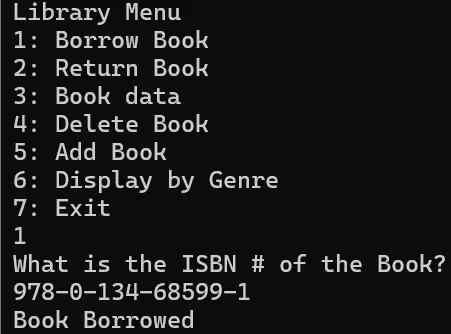 Library Menu
1: Borrow Book
2: Return Book
3: Book data
4: Delete Book
5: Add Book
6: Display by Genre
7: Exit
1
What is the ISBN # of the Book?
978-0-134-68599-1
Book Borrowed